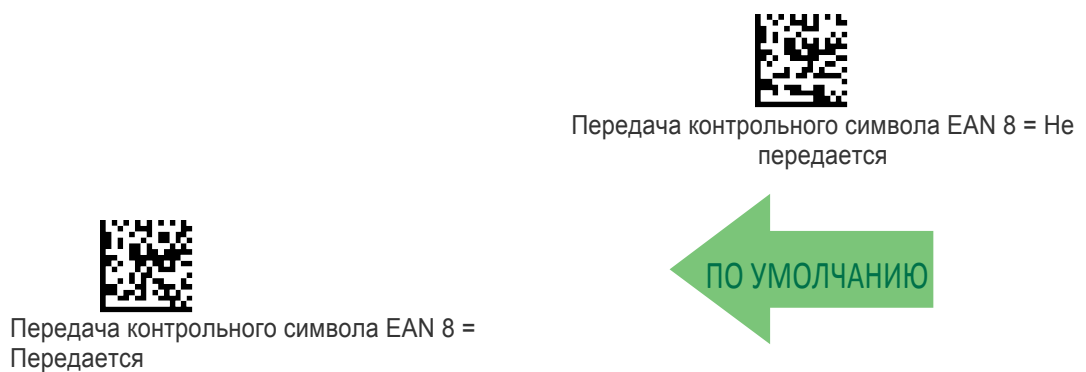 Передача контрольного символа EAN 8 = Не
передается
ПО УМОЛЧАНИЮ
Передача контрольного символа EAN 8 =
Передается